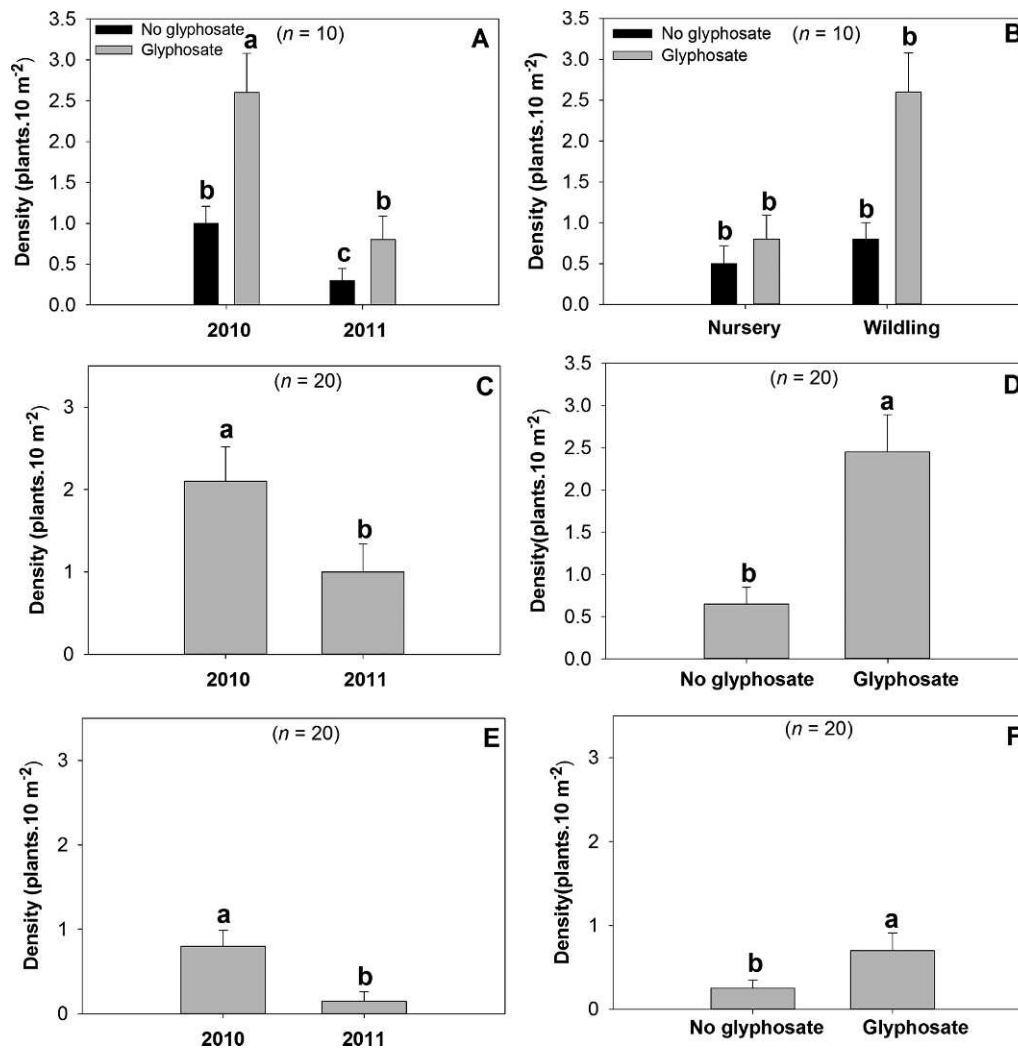 No glyphosate
Glyphosate
(n = 10)
A
a
b
c
b
3.5
3.0
2.5
2.0
1.5
1.0
0.5
0.0
Density (plants.10 m⁻²)
2010 2011
No glyphosate
Glyphosate
(n = 10)
B
b
b
b
b
3.5
3.0
2.5
2.0
1.5
1.0
0.5
0.0
Density (plants.10 m⁻²)
Nursery Wildling
(n = 20)
C
a
b
3
2
1
0
Density (plants.10 m⁻²)
2010 2011
(n = 20)
D
a
b
3.5
3.0
2.5
2.0
1.5
1.0
0.5
0.0
Density(plants.10 m⁻²)
No glyphosate Glyphosate
(n = 20)
E
a
b
3
2
1
0
Density (plants.10 m⁻²)
2010 2011
(n = 20)
F
a
b
3
2
1
0
Density(plants.10 m⁻²)
No glyphosate Glyphosate